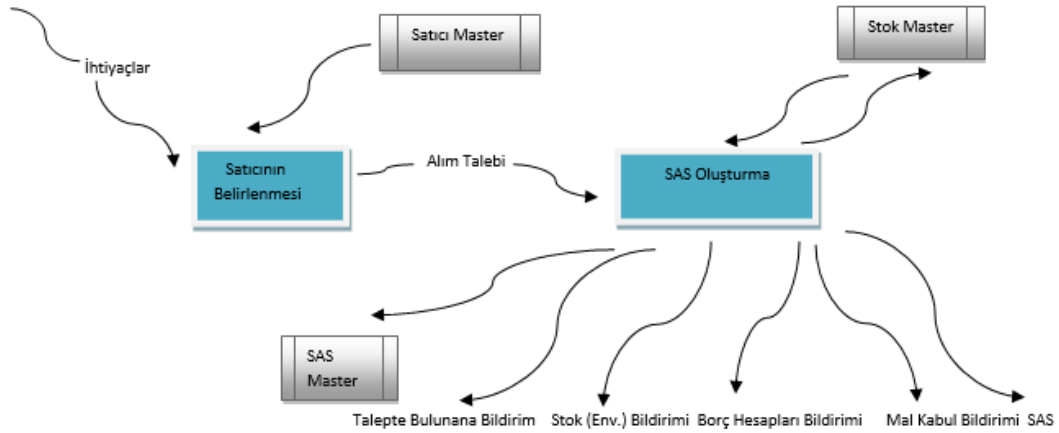 Satıcı Master
Stok Master
İhtiyaçlar
Satıcının
Belirlenmesi
Alım Talebi
SAS Oluşturma
SAS
Master
Talepte Bulunana Bildirim
Stok (Env.) Bildirimi
Borç Hesapları Bildirimi
Mal Kabul Bildirimi
SAS